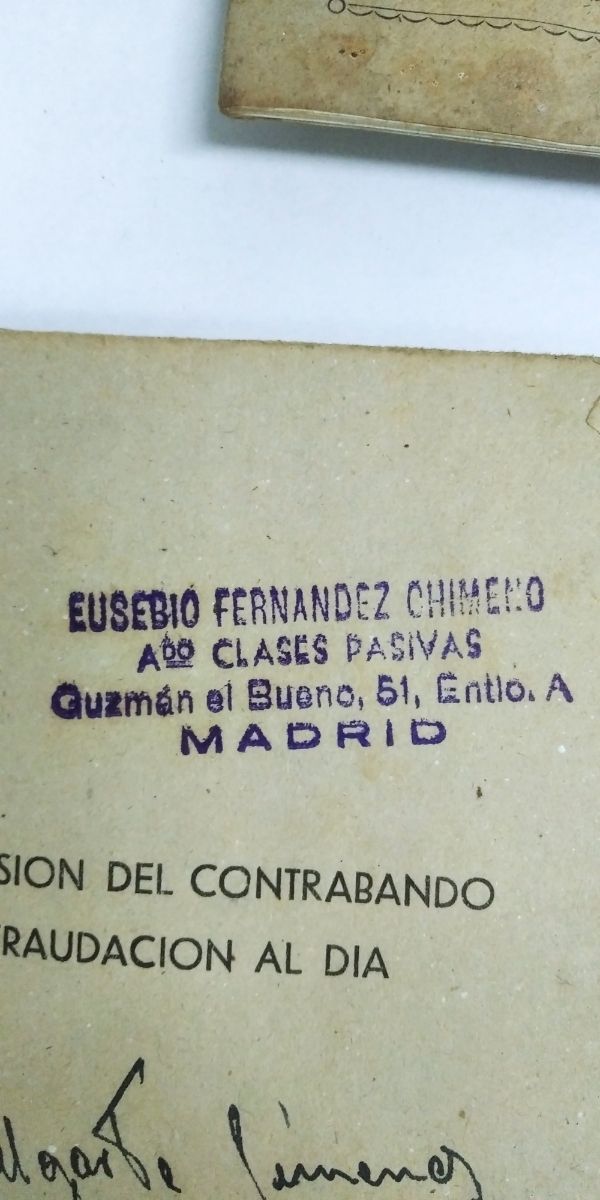 EUSEBIO FERNANDEZ CHIMENO
Aᵈᵒ CLASES PASIVAS
Guzmán el Bueno, 51, Entlo. A
MADRID
SION DEL CONTRABANDO
RAUDACION AL DIA